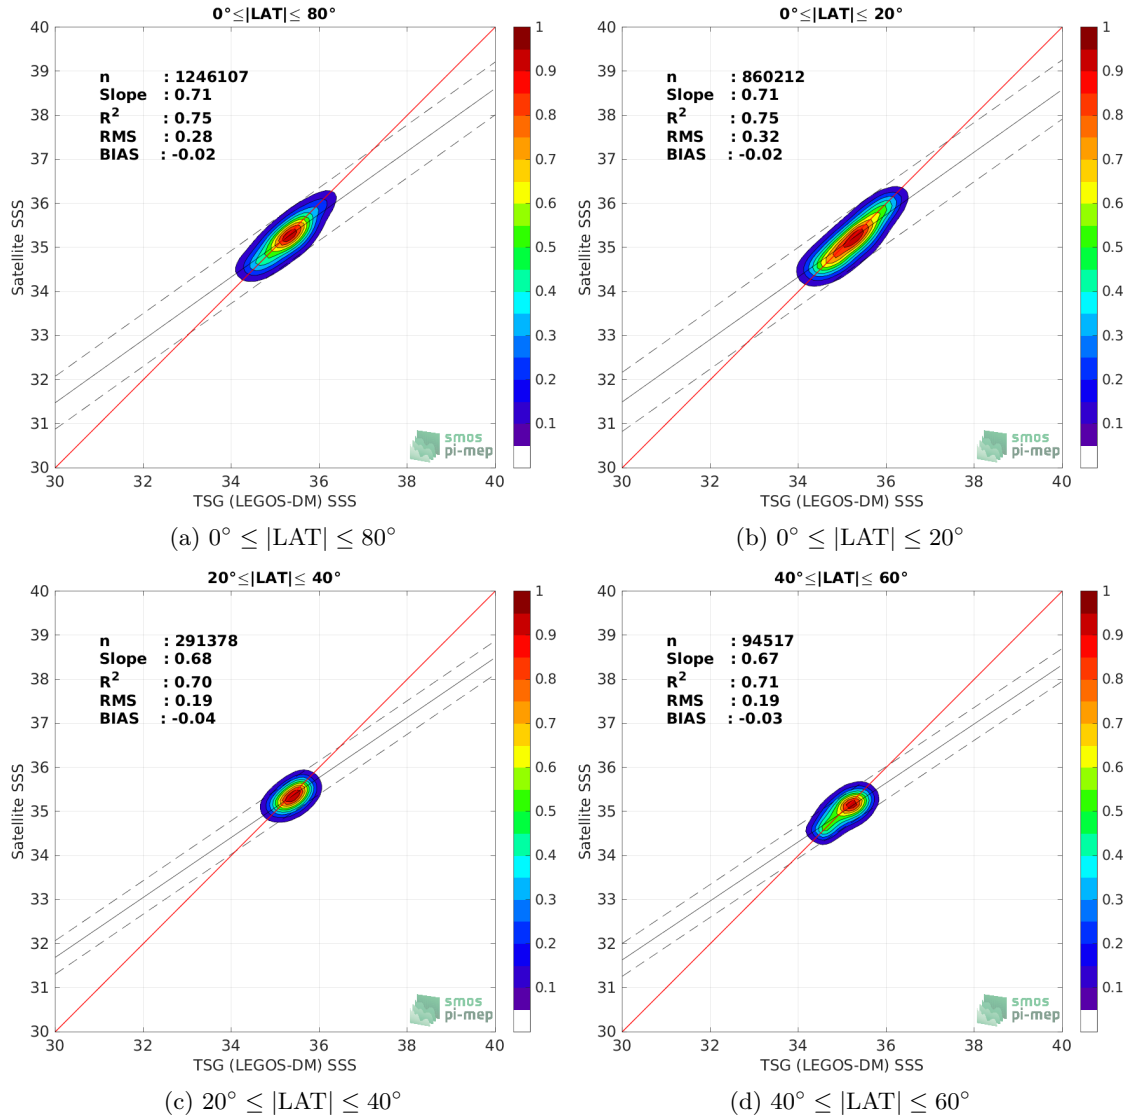 0°≤|LAT|≤ 80°
40
39
38
37
36
35
34
33
32
31
30
Satellite SSS
n : 1246107
Slope : 0.71
R² : 0.75
RMS : 0.28
BIAS : -0.02
smos
pi-mep
30 32 34 36 38 40
TSG (LEGOS-DM) SSS
1
0.9
0.8
0.7
0.6
0.5
0.4
0.3
0.2
0.1
(a) 0° ≤ |LAT| ≤ 80°
0°≤|LAT|≤ 20°
40
39
38
37
36
35
34
33
32
31
30
Satellite SSS
n : 860212
Slope : 0.71
R² : 0.75
RMS : 0.32
BIAS : -0.02
smos
pi-mep
30 32 34 36 38 40
TSG (LEGOS-DM) SSS
1
0.9
0.8
0.7
0.6
0.5
0.4
0.3
0.2
0.1
(b) 0° ≤ |LAT| ≤ 20°
20°≤|LAT|≤ 40°
40
39
38
37
36
35
34
33
32
31
30
Satellite SSS
n : 291378
Slope : 0.68
R² : 0.70
RMS : 0.19
BIAS : -0.04
smos
pi-mep
30 32 34 36 38 40
TSG (LEGOS-DM) SSS
1
0.9
0.8
0.7
0.6
0.5
0.4
0.3
0.2
0.1
(c) 20° ≤ |LAT| ≤ 40°
40°≤|LAT|≤ 60°
40
39
38
37
36
35
34
33
32
31
30
Satellite SSS
n : 94517
Slope : 0.67
R² : 0.71
RMS : 0.19
BIAS : -0.03
smos
pi-mep
30 32 34 36 38 40
TSG (LEGOS-DM) SSS
1
0.9
0.8
0.7
0.6
0.5
0.4
0.3
0.2
0.1
(d) 40° ≤ |LAT| ≤ 60°